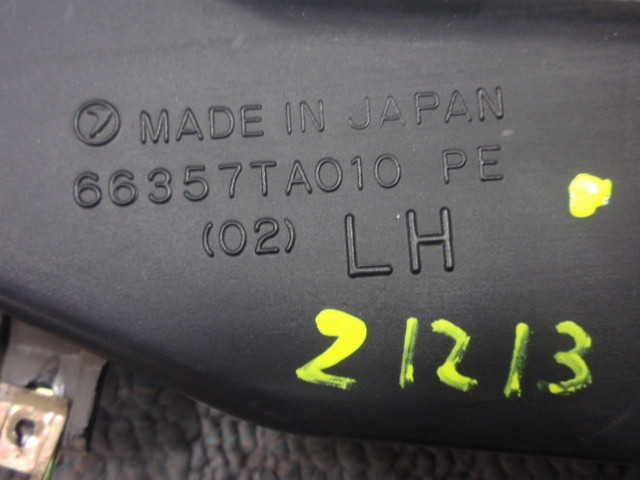 MADE IN JAPAN
66357TA010 PE
(02) LH
21213